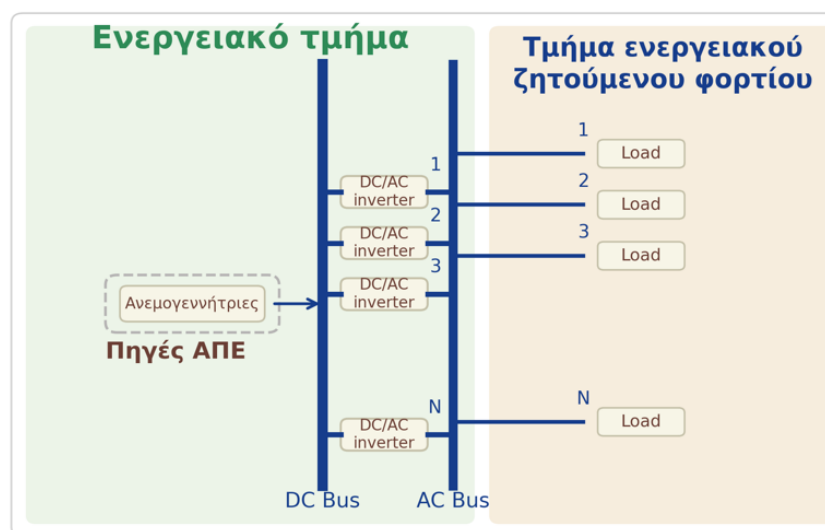 Ενεργειακό τμήμα
Τμήμα ενεργειακού
ζητούμενου φορτίου
1
Load
1
DC/AC
inverter
2
Load
2
DC/AC
inverter
3
Load
3
DC/AC
inverter
Ανεμογεννήτριες
Πηγές ΑΠΕ
N
Load
N
DC/AC
inverter
DC Bus
AC Bus